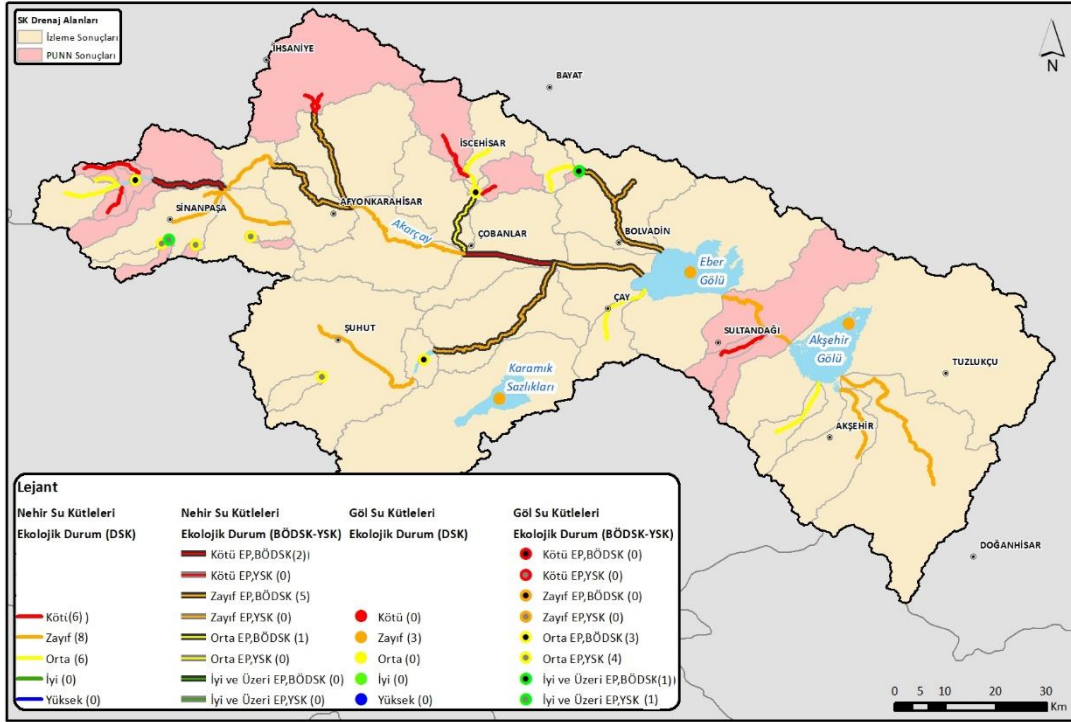 SK Drenaj Alanları
İzleme Sonuçları
PUNN Sonuçları
N
İHSANİYE
BAYAT
İSCEHİSAR
SİNANPAŞA
AFYONKARAHİSAR
Akarçay
ÇOBANLAR
BOLVADİN
Eber
Gölü
ÇAY
ŞUHUT
SULTANDAĞI
Akşehir
Gölü
TUZLUKÇU
Karamık
Sazlıkları
AKŞEHİR
DOĞANHİSAR
Lejant
Nehir Su Kütleleri
Ekolojik Durum (DSK)
Köti(6) )
Zayıf (8)
Orta (6)
İyi (0)
Yüksek (0)
Nehir Su Kütleleri
Ekolojik Durum (BÖDSK-YSK)
Kötü EP,BÖDSK(2))
Kötü EP,YSK (0)
Zayıf EP,BÖDSK (5)
Zayıf EP,YSK (0)
Orta EP,BÖDSK (1)
Orta EP,YSK (0)
İyi ve Üzeri EP,BÖDSK (0)
İyi ve Üzeri EP,YSK (0)
Göl Su Kütleleri
Ekolojik Durum (DSK)
Kötü (0)
Zayıf (3)
Orta (0)
İyi (0)
Yüksek (0)
Göl Su Kütleleri
Ekolojik Durum (BÖDSK-YSK)
Kötü EP,BÖDSK (0)
Kötü EP,YSK (0)
Zayıf EP,BÖDSK (0)
Zayıf EP,YSK (0)
Orta EP,BÖDSK (3)
Orta EP,YSK (4)
İyi ve Üzeri EP,BÖDSK(1))
İyi ve Üzeri EP,YSK (1)
0 5 10 20 30
Km